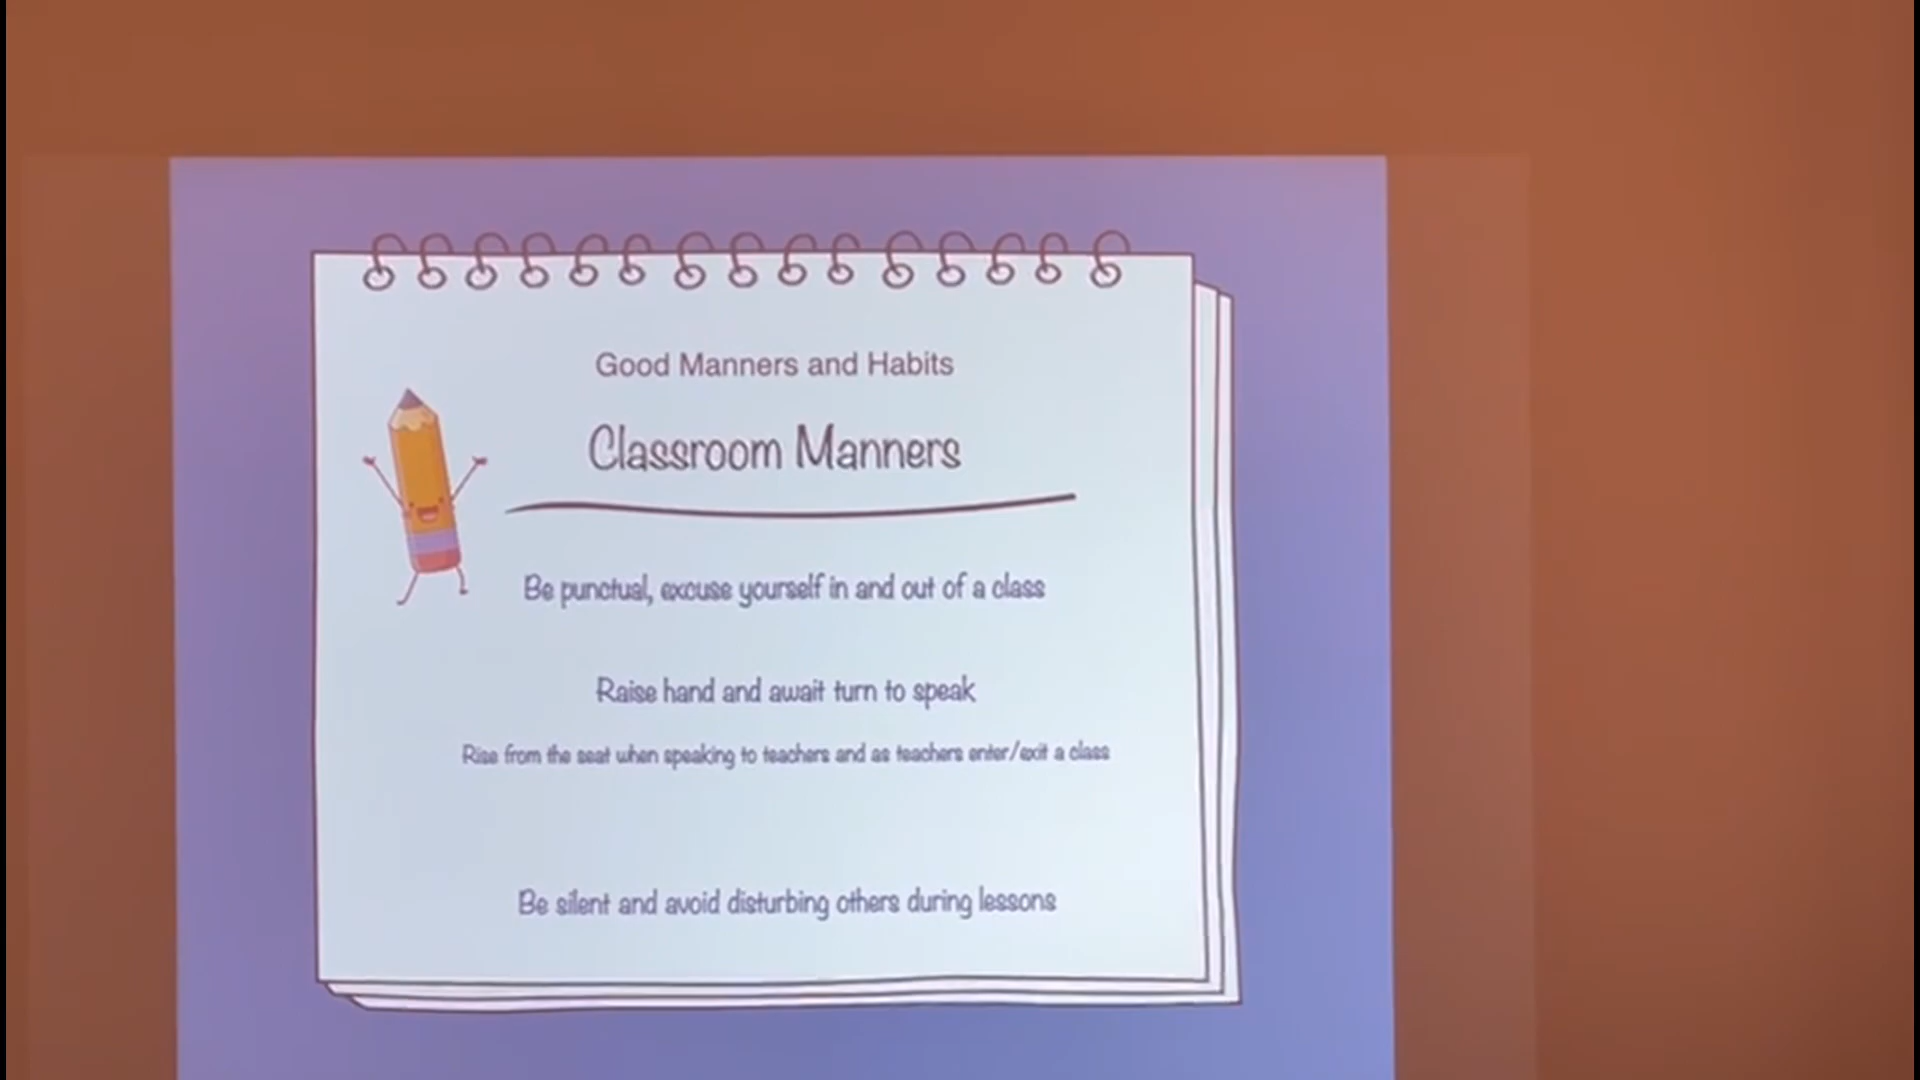 Good Manners and Habits
Classroom Manners
Be punctual, excuse yourself in and out of a class
Raise hand and await turn to speak
Rise from the seat when speaking to teachers and as teachers enter/exit a class
Be silent and avoid disturbing others during lessons